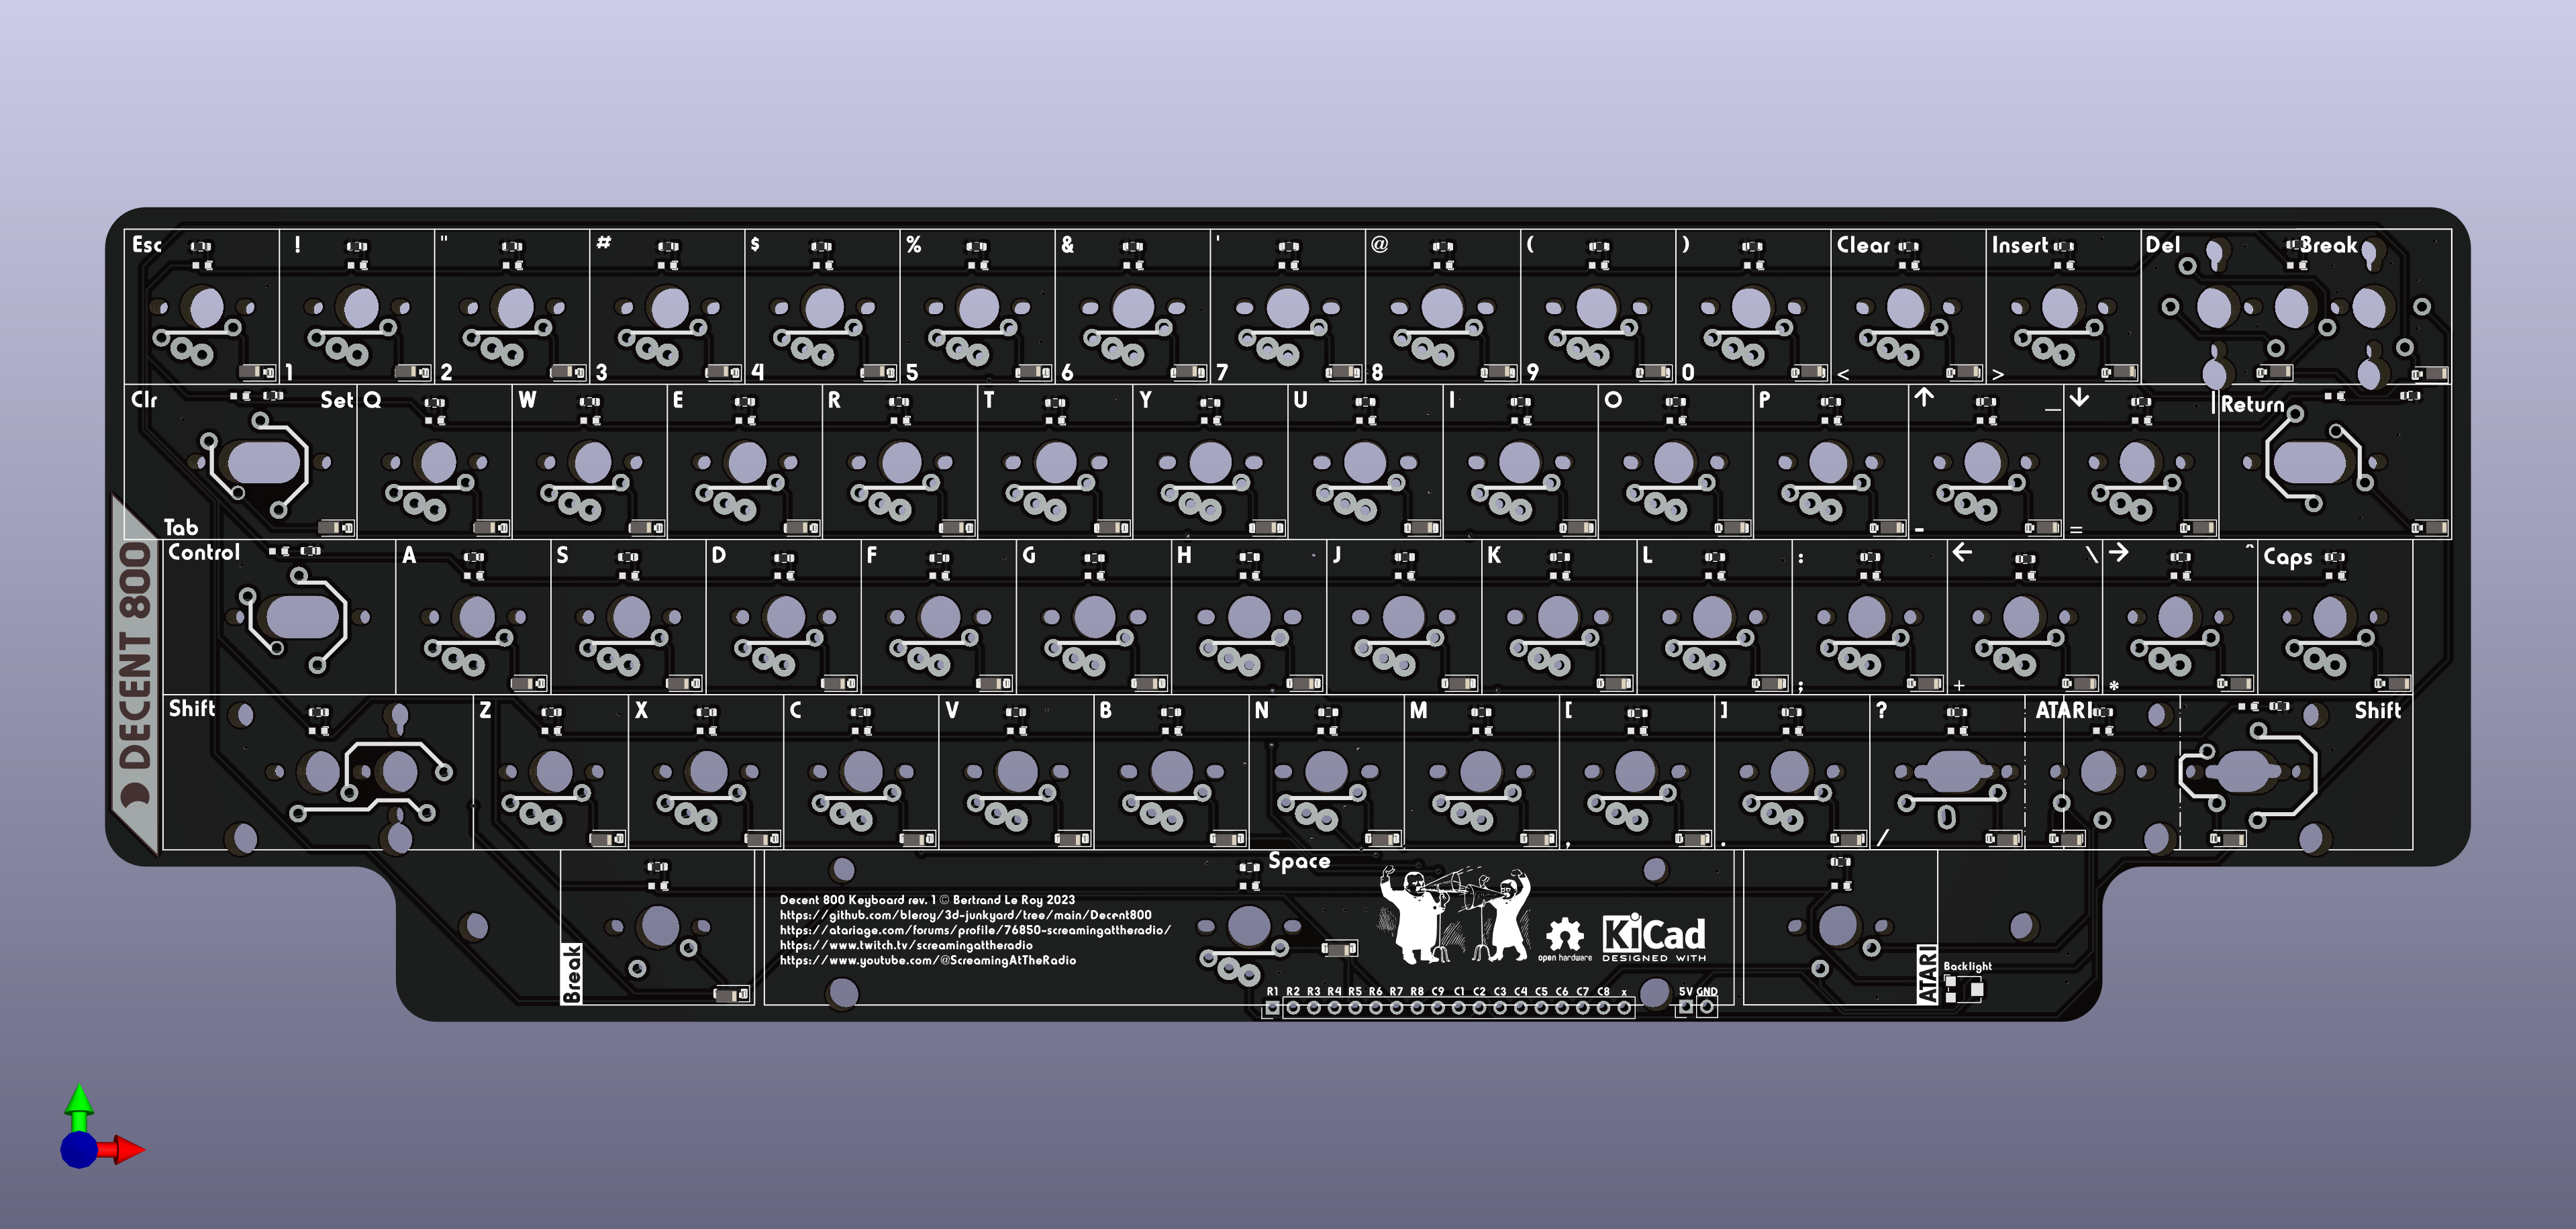 Esc ! " # $ % & ' @ ( ) Clear Insert Del Break
1 2 3 4 5 6 7 8 9 0 < >
Clr Set Q W E R T Y U I O P ↑ _ ↓ | Return
Tab - =
Control A S D F G H J K L : ← \ → ^ Caps
; + *
DECENT 800
Shift Z X C V B N M [ ] ? ATARI Shift
, . /
Space
Decent 800 Keyboard rev. 1 © Bertrand Le Roy 2023
https://github.com/bleroy/3d-junkyard/tree/main/Decent800
https://atariage.com/forums/profile/76850-screamingattheradio/
https://www.twitch.tv/screamingattheradio
https://www.youtube.com/@ScreamingAtTheRadio
Break
open hardware
KiCad
DESIGNED WITH
ATARI
Backlight
R1 R2 R3 R4 R5 R6 R7 R8 C9 C1 C2 C3 C4 C5 C6 C7 C8 x 5V GND